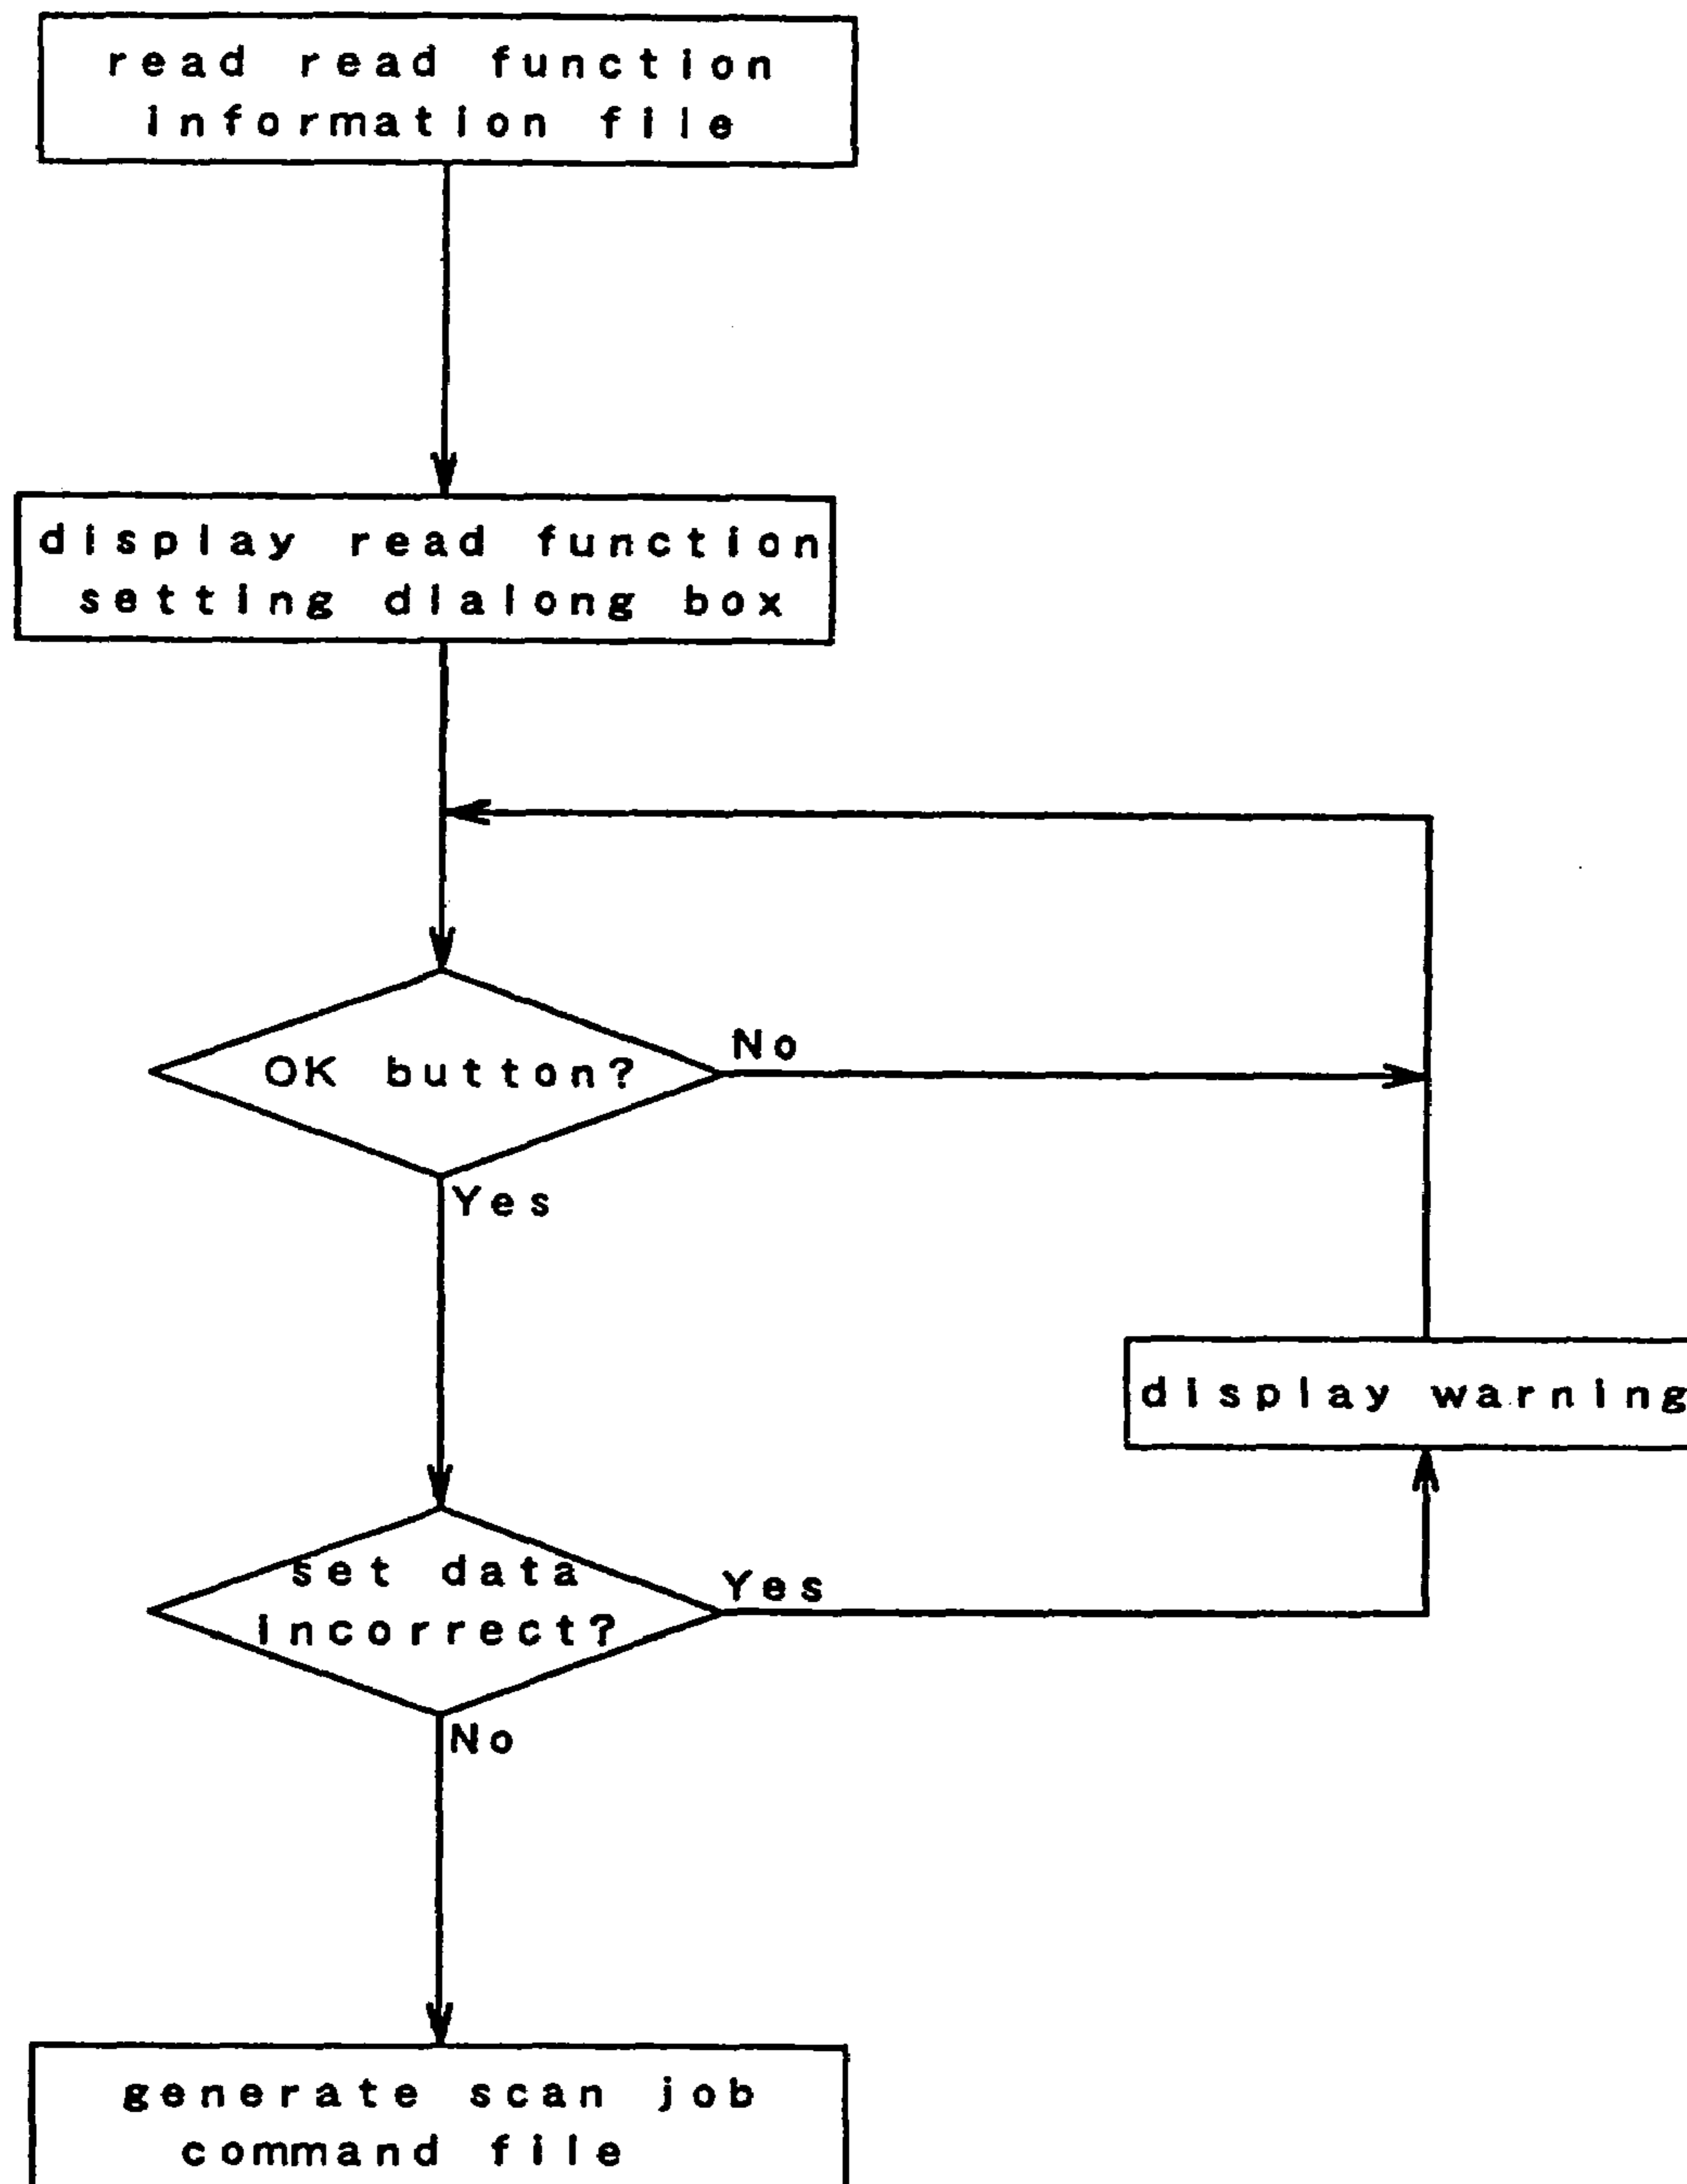 read read function
information file
display read function
setting dialong box
OK button?
No
Yes
display warning
set data
incorrect?
Yes
No
generate scan job
command file